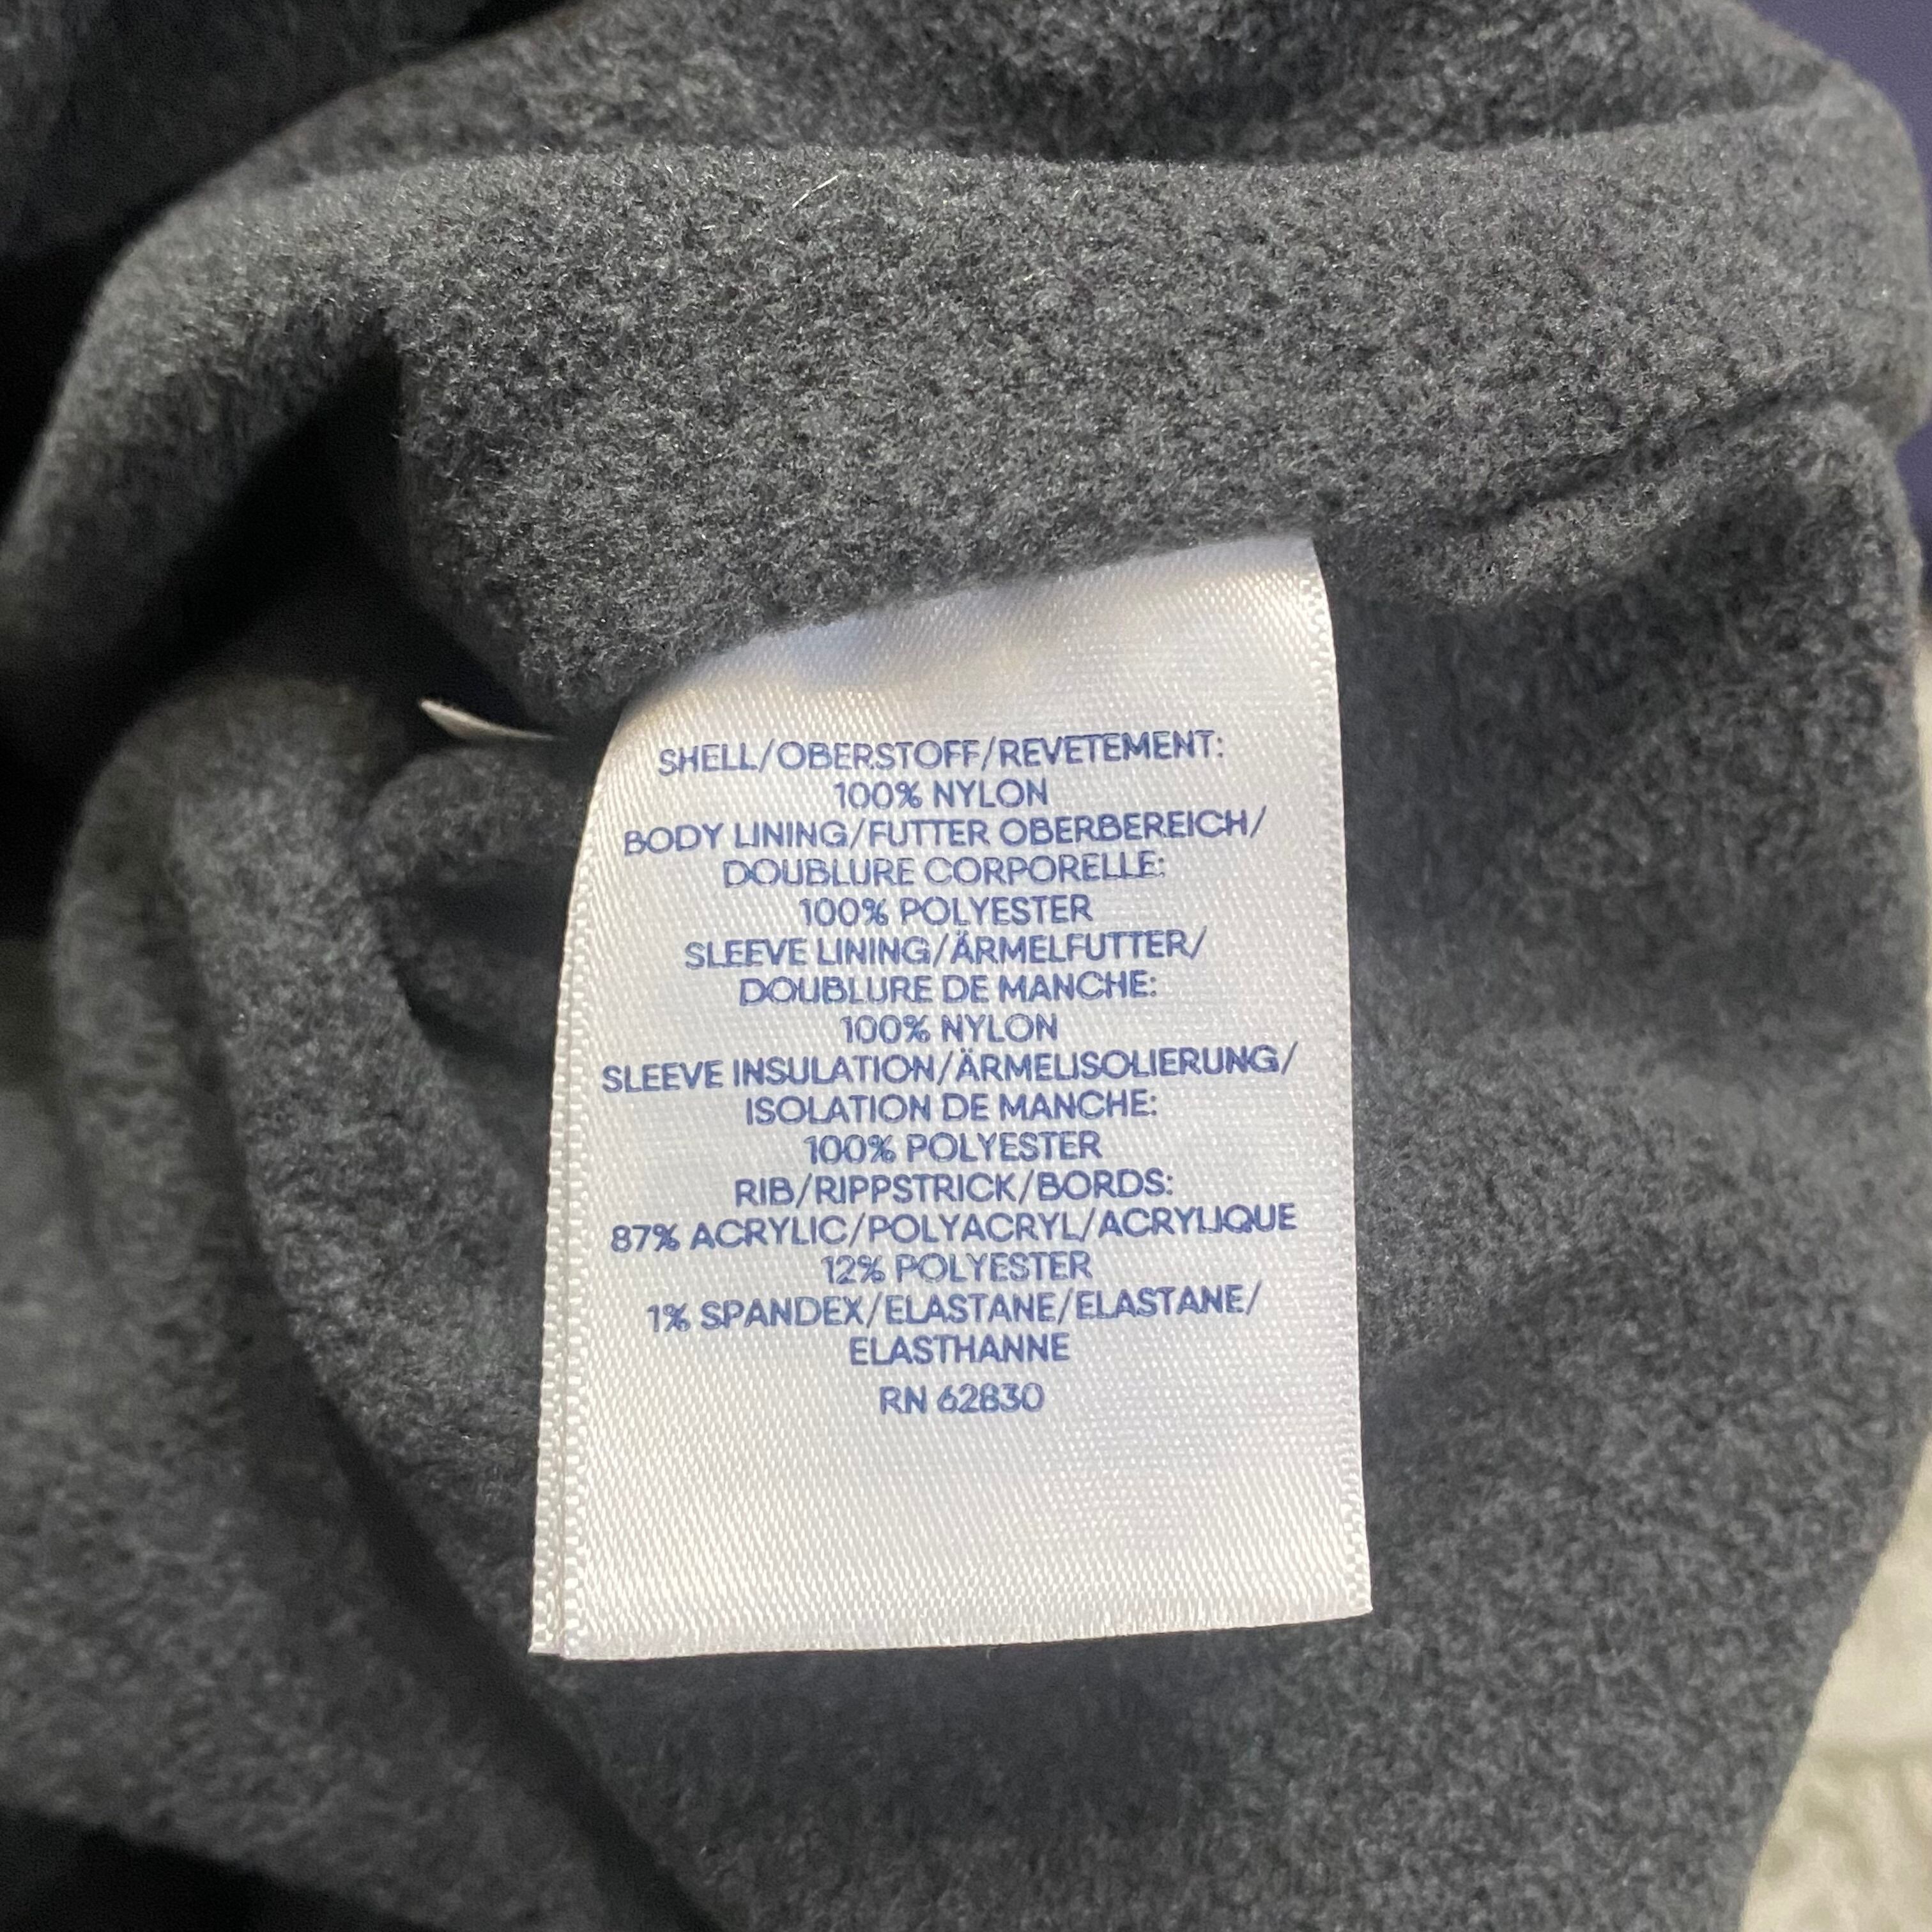 SHELL/OBERSTOFF/REVETEMENT:
100% NYLON
BODY LINING/FUTTER OBERBEREICH/
DOUBLURE CORPORELLE:
100% POLYESTER
SLEEVE LINING/ÄRMELFUTTER/
DOUBLURE DE MANCHE:
100% NYLON
SLEEVE INSULATION/ÄRMELISOLIERUNG/
ISOLATION DE MANCHE:
100% POLYESTER
RIB/RIPPSTRICK/BORDS:
87% ACRYLIC/POLYACRYL/ACRYLIQUE
12% POLYESTER
1% SPANDEX/ELASTANE/ELASTANE/
ELASTHANNE
RN 62830